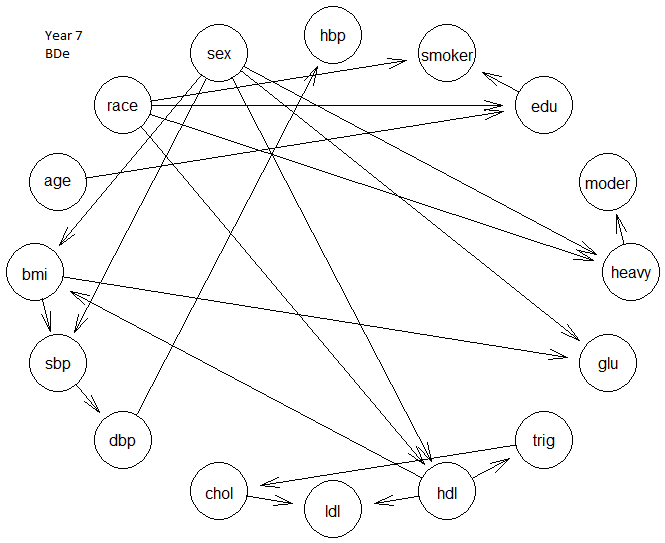 Year 7
BDe
hbp
sex
smoker
race
edu
age
moder
bmi
heavy
sbp
glu
dbp
trig
chol
hdl
ldl